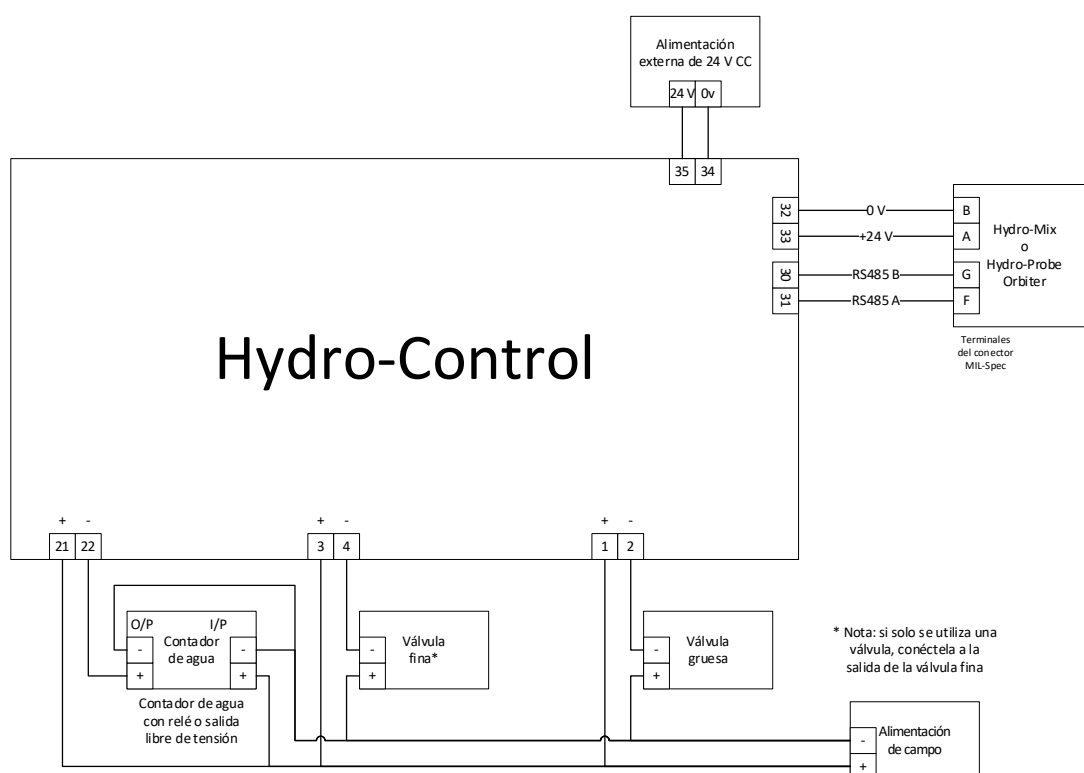 Alimentación
externa de 24 V CC
24 V 0v
35 34
32 0 V B
33 +24 V A
30 RS485 B G
31 RS485 A F
Hydro-Mix
o
Hydro-Probe
Orbiter
Terminales
del conector
MIL-Spec
Hydro-Control
+ - + - + -
21 22 3 4 1 2
O/P I/P
Contador
de agua
- -
+ +
Contador de agua
con relé o salida
libre de tensión
Válvula
fina*
-
+
Válvula
gruesa
-
+
* Nota: si solo se utiliza una
válvula, conéctela a la
salida de la válvula fina
Alimentación
de campo
-
+